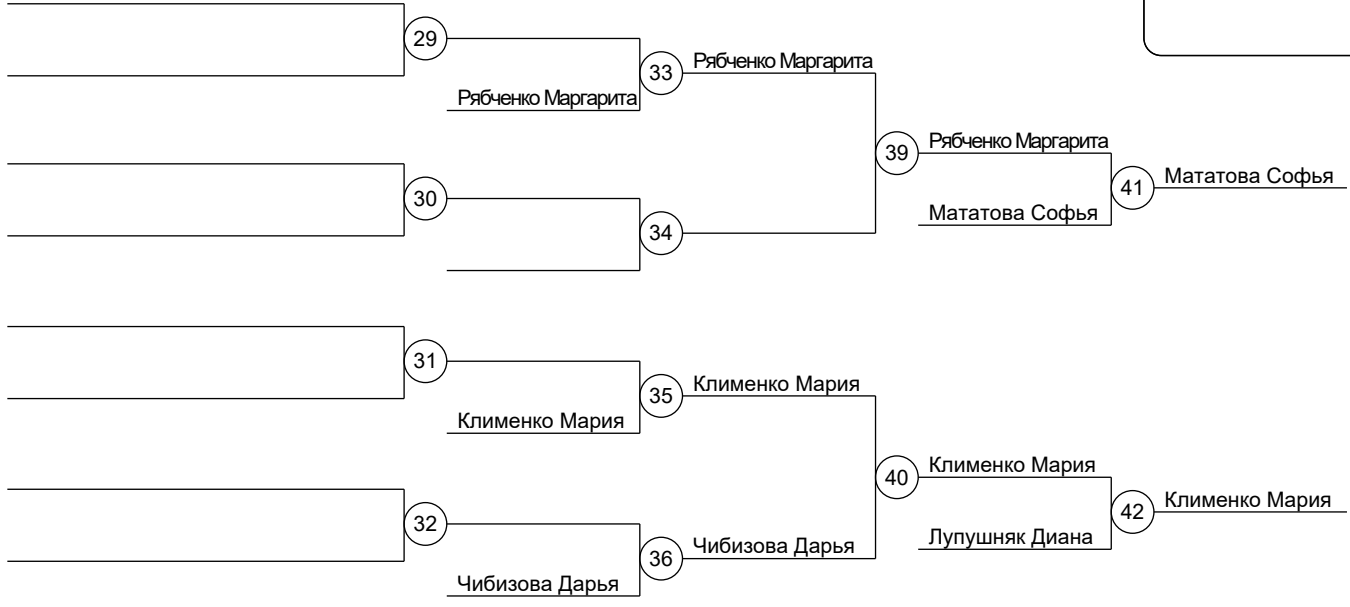 29
33
Рябченко Маргарита
Рябченко Маргарита
39
Рябченко Маргарита
30
41
Мататова Софья
Мататова Софья
34
31
35
Клименко Мария
Клименко Мария
40
Клименко Мария
32
42
Клименко Мария
Лупушняк Диана
36
Чибизова Дарья
Чибизова Дарья